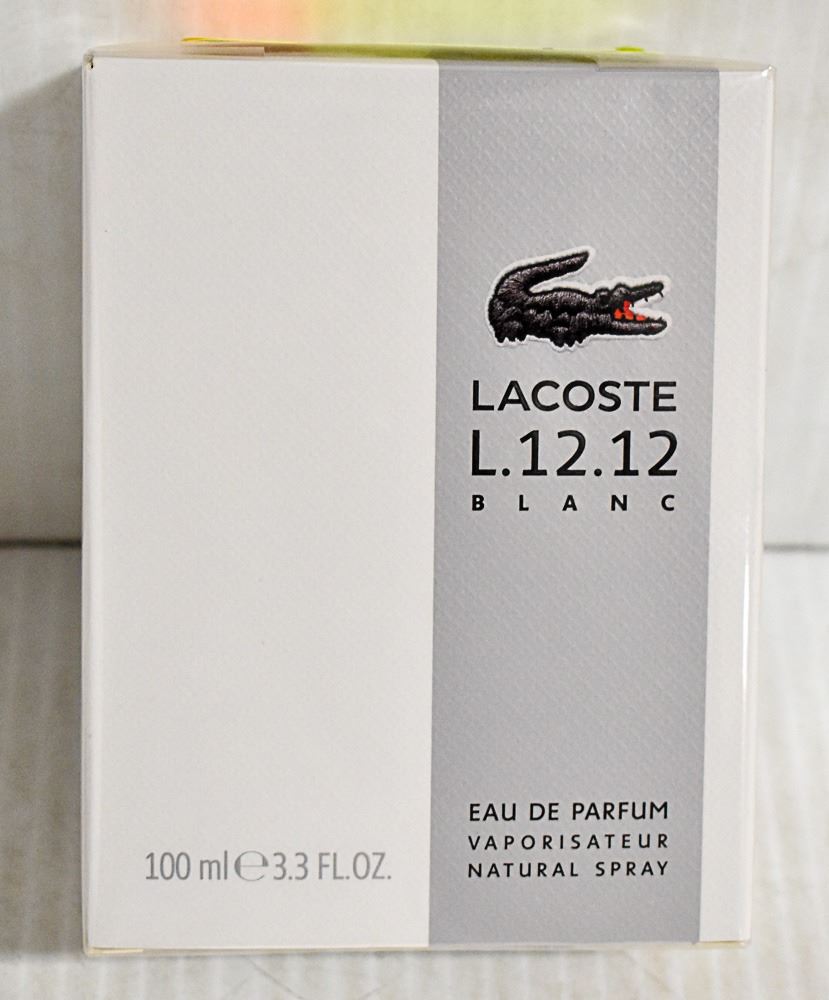 LACOSTE
L.12.12
BLANC
EAU DE PARFUM
VAPORISATEUR
NATURAL SPRAY
100 ml ℮ 3.3 FL.OZ.